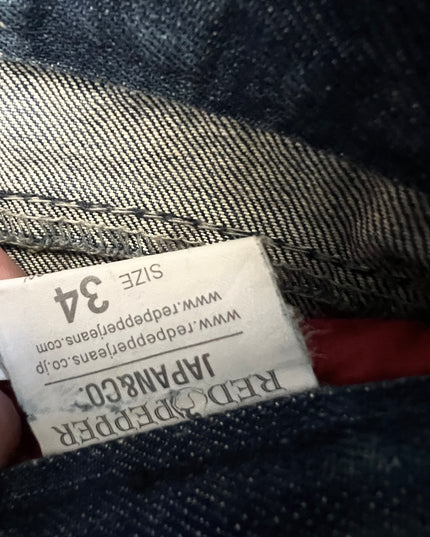 RED PEPPER
JAPAN&CO.
www.redpepperjeans.co.jp
www.redpepperjeans.com
SIZE 34